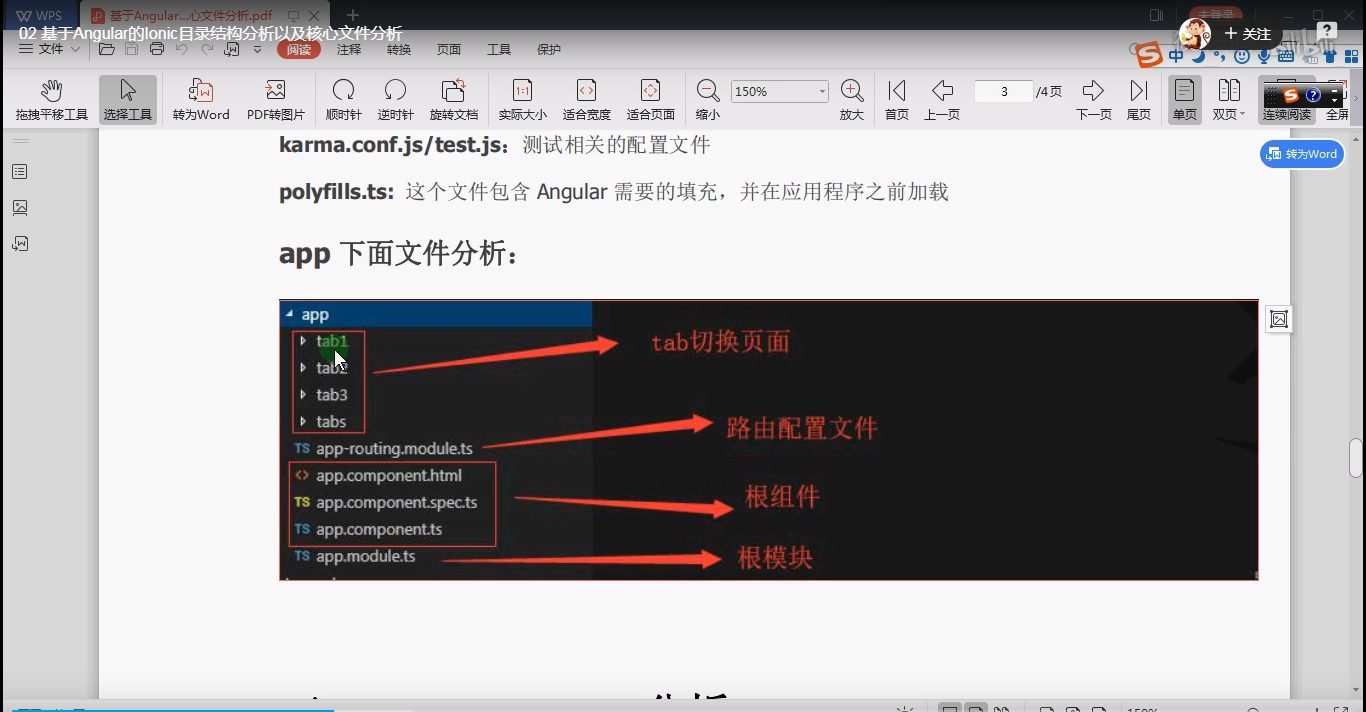 WPS
基于Angular...心文件分析.pdf
未登录
02 基于Angular的Ionic目录结构分析以及核心文件分析
关注
文件
阅读
注释
转换
页面
工具
保护
中
拖拽平移工具
选择工具
转为Word
PDF转图片
顺时针
逆时针
旋转文档
1:1
实际大小
适合宽度
适合页面
缩小
150%
放大
首页
上一页
3
/4页
下一页
尾页
单页
双页
连续阅读
全屏
转为Word
karma.conf.js/test.js：测试相关的配置文件
polyfills.ts: 这个文件包含 Angular 需要的填充，并在应用程序之前加载
app 下面文件分析：
app
tab1
tab2
tab3
tabs
TS app-routing.module.ts
<> app.component.html
TS app.component.spec.ts
TS app.component.ts
TS app.module.ts
tab切换页面
路由配置文件
根组件
根模块
150%